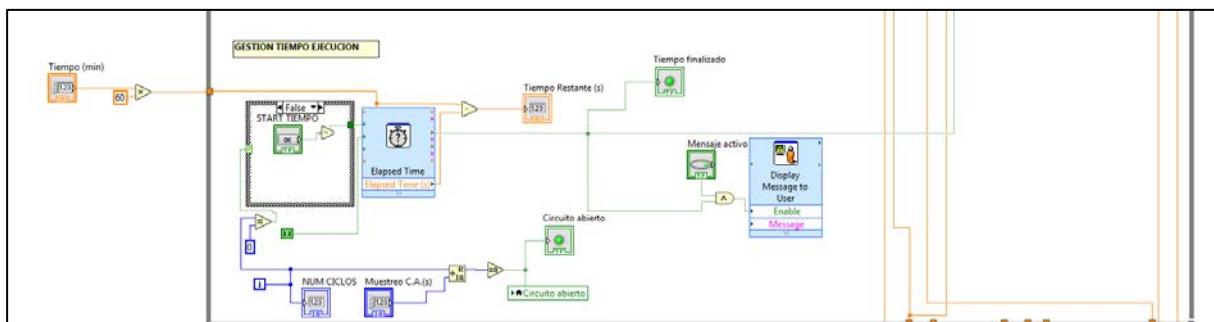 GESTION TIEMPO EJECUCION
Tiempo (min)
60
False
START TIEMPO
OK
Elapsed Time
Elapsed Time (s)
Tiempo Restante (s)
1.23
Tiempo finalizado
Mensaje activo
Display
Message to
User
Enable
Message
Circuito abierto
Circuito abierto
0
i
NUM CICLOS
Muestreo C.A.(s)